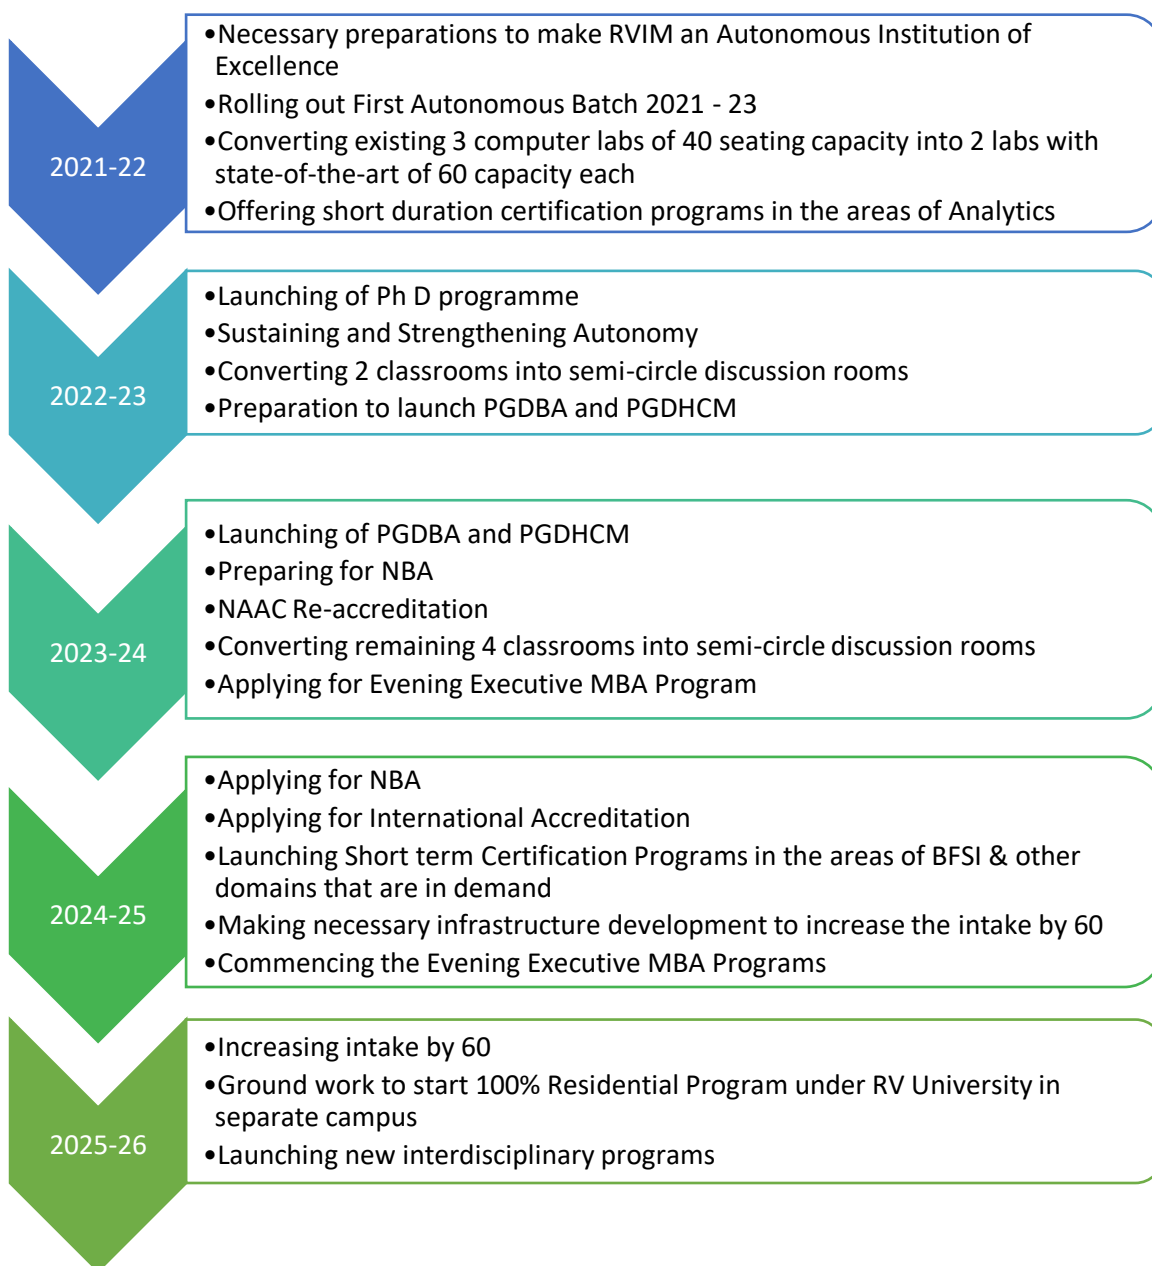 2021-22
•Necessary preparations to make RVIM an Autonomous Institution of
Excellence
•Rolling out First Autonomous Batch 2021 - 23
•Converting existing 3 computer labs of 40 seating capacity into 2 labs with
state-of-the-art of 60 capacity each
•Offering short duration certification programs in the areas of Analytics
2022-23
•Launching of Ph D programme
•Sustaining and Strengthening Autonomy
•Converting 2 classrooms into semi-circle discussion rooms
•Preparation to launch PGDBA and PGDHCM
2023-24
•Launching of PGDBA and PGDHCM
•Preparing for NBA
•NAAC Re-accreditation
•Converting remaining 4 classrooms into semi-circle discussion rooms
•Applying for Evening Executive MBA Program
2024-25
•Applying for NBA
•Applying for International Accreditation
•Launching Short term Certification Programs in the areas of BFSI & other
domains that are in demand
•Making necessary infrastructure development to increase the intake by 60
•Commencing the Evening Executive MBA Programs
2025-26
•Increasing intake by 60
•Ground work to start 100% Residential Program under RV University in
separate campus
•Launching new interdisciplinary programs